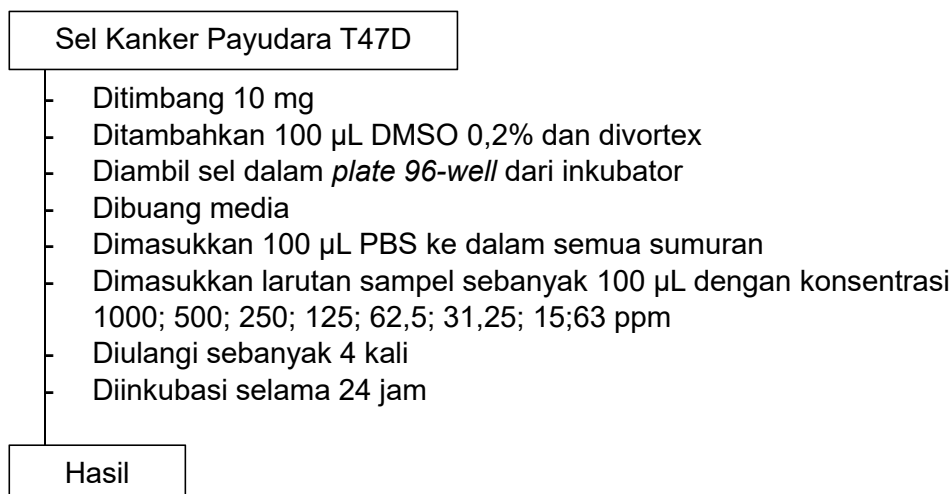 Sel Kanker Payudara T47D
- Ditimbang 10 mg
- Ditambahkan 100 µL DMSO 0,2% dan divortex
- Diambil sel dalam plate 96-well dari inkubator
- Dibuang media
- Dimasukkan 100 µL PBS ke dalam semua sumuran
- Dimasukkan larutan sampel sebanyak 100 µL dengan konsentrasi
1000; 500; 250; 125; 62,5; 31,25; 15;63 ppm
- Diulangi sebanyak 4 kali
- Diinkubasi selama 24 jam
Hasil